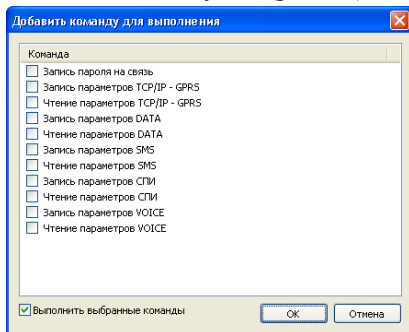 Добавить команду для выполнения
Команда
Запись пароля на связь
Запись параметров TCP/IP - GPRS
Чтение параметров TCP/IP - GPRS
Запись параметров DATA
Чтение параметров DATA
Запись параметров SMS
Чтение параметров SMS
Запись параметров СПИ
Чтение параметров СПИ
Запись параметров VOICE
Чтение параметров VOICE
Выполнить выбранные команды
OK
Отмена